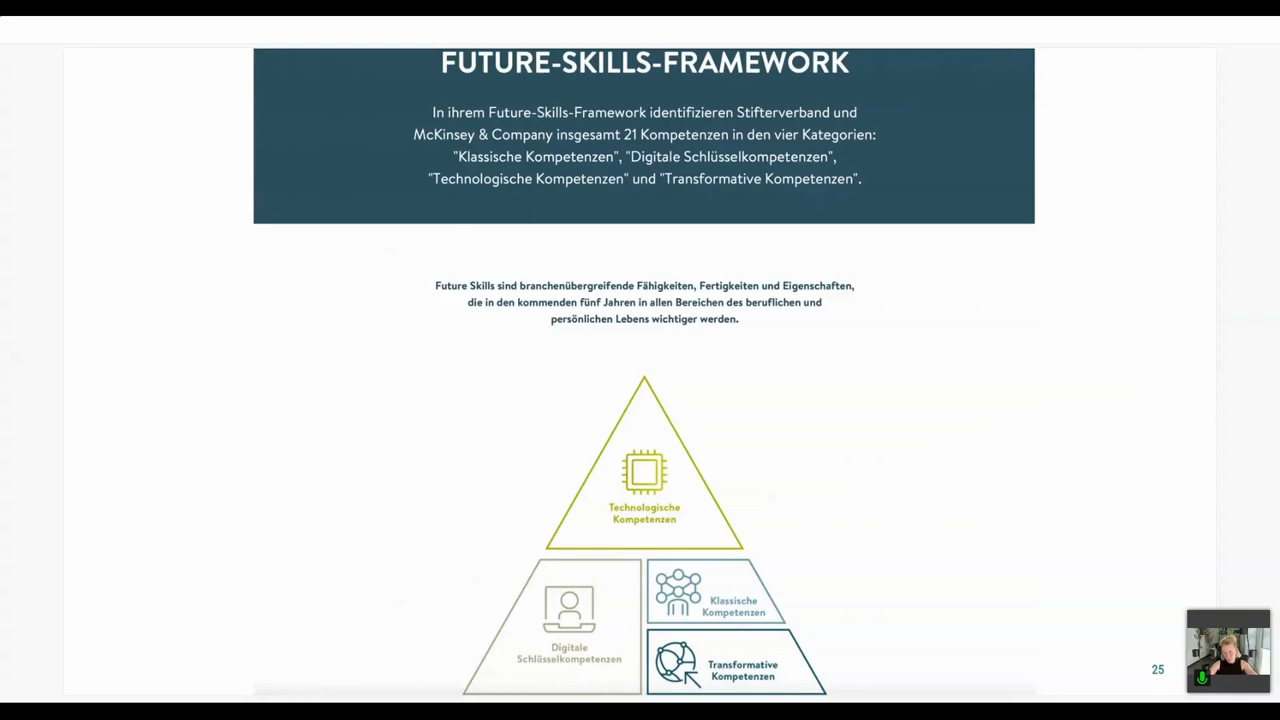 FUTURE-SKILLS-FRAMEWORK
In ihrem Future-Skills-Framework identifizieren Stifterverband und
McKinsey & Company insgesamt 21 Kompetenzen in den vier Kategorien:
"Klassische Kompetenzen", "Digitale Schlüsselkompetenzen",
"Technologische Kompetenzen" und "Transformative Kompetenzen".
Future Skills sind branchenübergreifende Fähigkeiten, Fertigkeiten und Eigenschaften,
die in den kommenden fünf Jahren in allen Bereichen des beruflichen und
persönlichen Lebens wichtiger werden.
Technologische
Kompetenzen
Digitale
Schlüsselkompetenzen
Klassische
Kompetenzen
Transformative
Kompetenzen
25